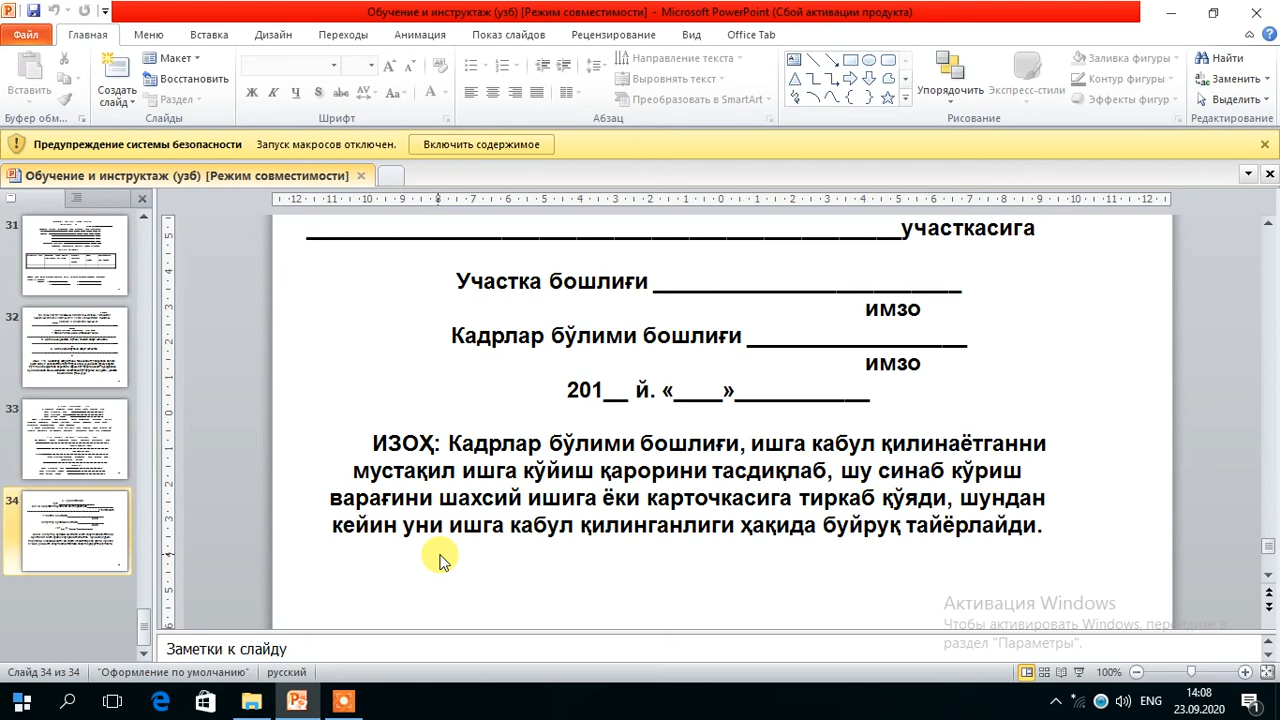 Обучение и инструктаж (узб) [Режим совместимости] - Microsoft PowerPoint (Сбой активации продукта)
Файл Главная Меню Вставка Дизайн Переходы Анимация Показ слайдов Рецензирование Вид Office Tab
Вставить
Создать слайд
Макет
Восстановить
Раздел
Направление текста
Выровнять текст
Преобразовать в SmartArt
Упорядочить
Экспресс-стили
Заливка фигуры
Контур фигуры
Эффекты фигур
Найти
Заменить
Выделить
Буфер обм... Слайды Шрифт Абзац Рисование Редактирование
Предупреждение системы безопасности Запуск макросов отключен. Включить содержимое
Обучение и инструктаж (узб) [Режим совместимости]
31
32
33
34
участкасига
Участка бошлиғи ____________________
имзо
Кадрлар бўлими бошлиғи ______________
имзо
201__ й. «___»_________
ИЗОҲ: Кадрлар бўлими бошлиғи, ишга кабул қилинаётганни
мустақил ишга кўйиш қарорини тасдиқлаб, шу синаб кўриш
варағини шахсий ишига ёки карточкасига тиркаб қўяди, шундан
кейин уни ишга кабул қилинганлиги ҳақида буйруқ тайёрлайди.
Активация Windows
Чтобы активировать Windows, перейдите в
раздел "Параметры".
Заметки к слайду
Слайд 34 из 34 "Оформление по умолчанию" русский 100%
ENG
14:08
23.09.2020